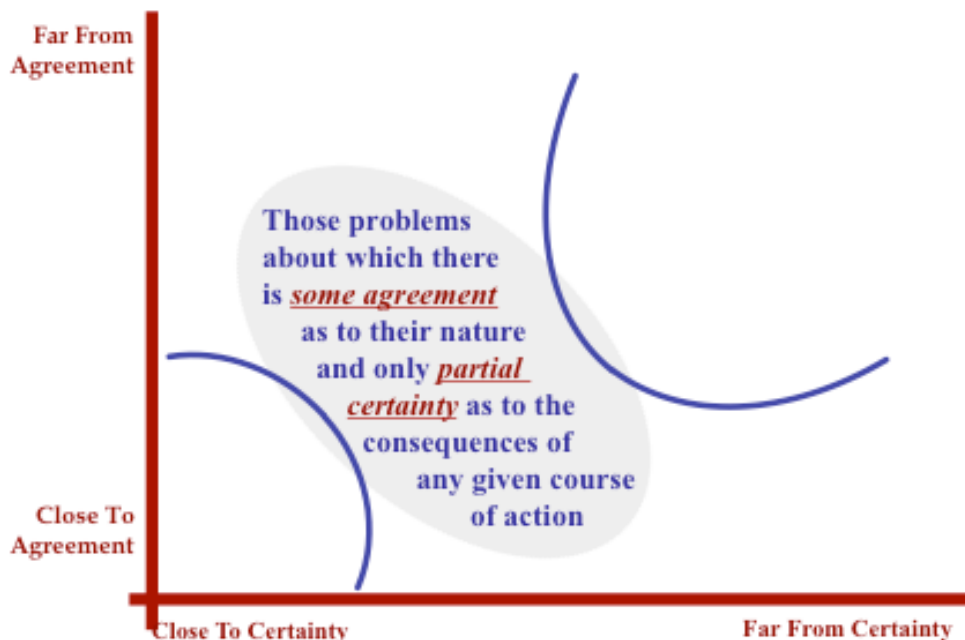 Far From
Agreement
Those problems
about which there
is some agreement
as to their nature
and only partial
certainty as to the
consequences of
any given course
of action
Close To
Agreement
Close To Certainty
Far From Certainty